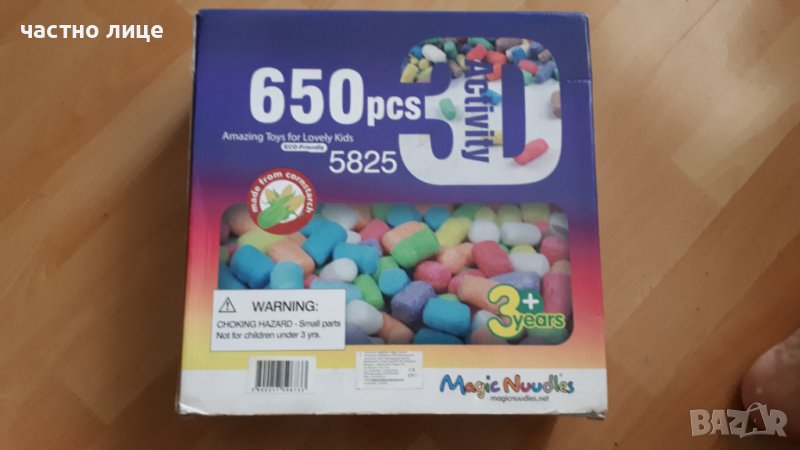 частно лице
650pcs
3D
Activity
Amazing Toys for Lovely Kids
ECO-Friendly
5825
made from cornstarch
WARNING:
CHOKING HAZARD - Small parts
Not for children under 3 yrs.
3+
years
Magic Nuudles
magicnuudles.net
BAZAR